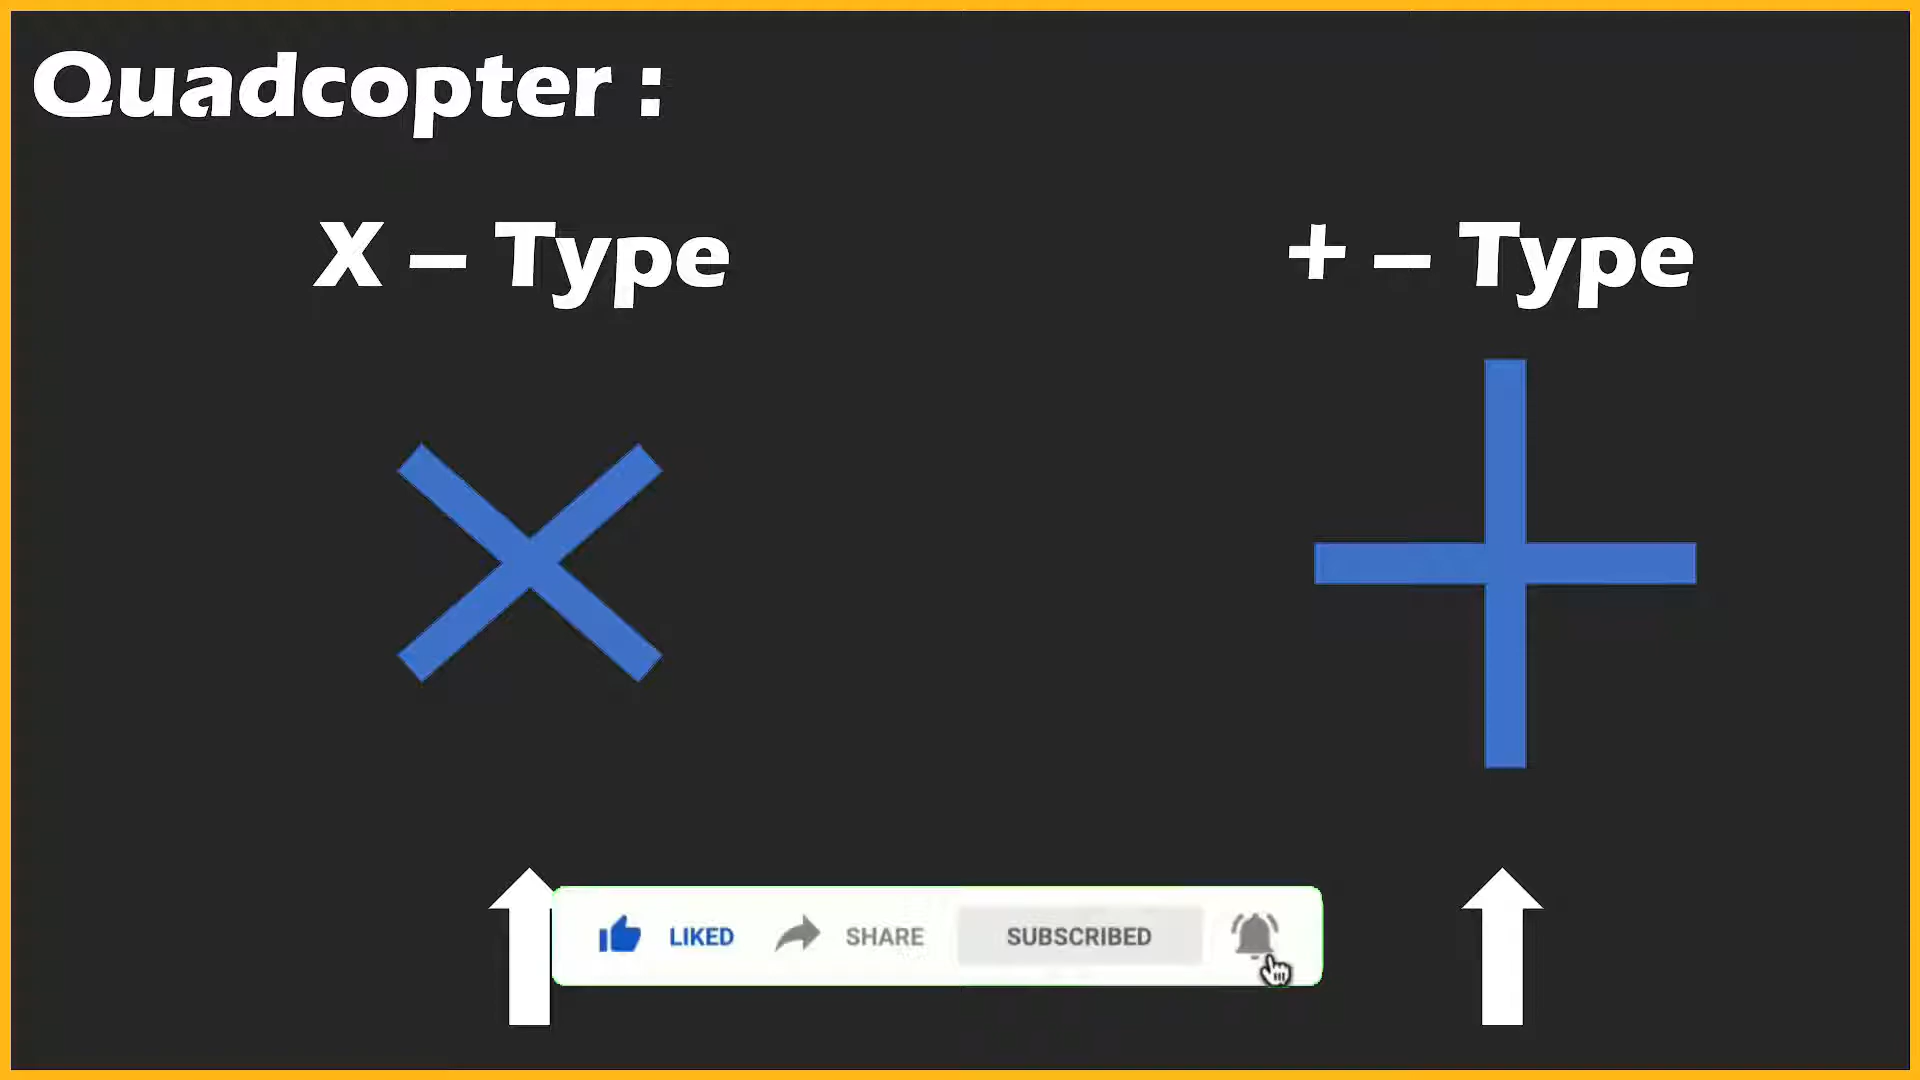 Quadcopter :
X – Type
+ – Type
LIKED SHARE SUBSCRIBED